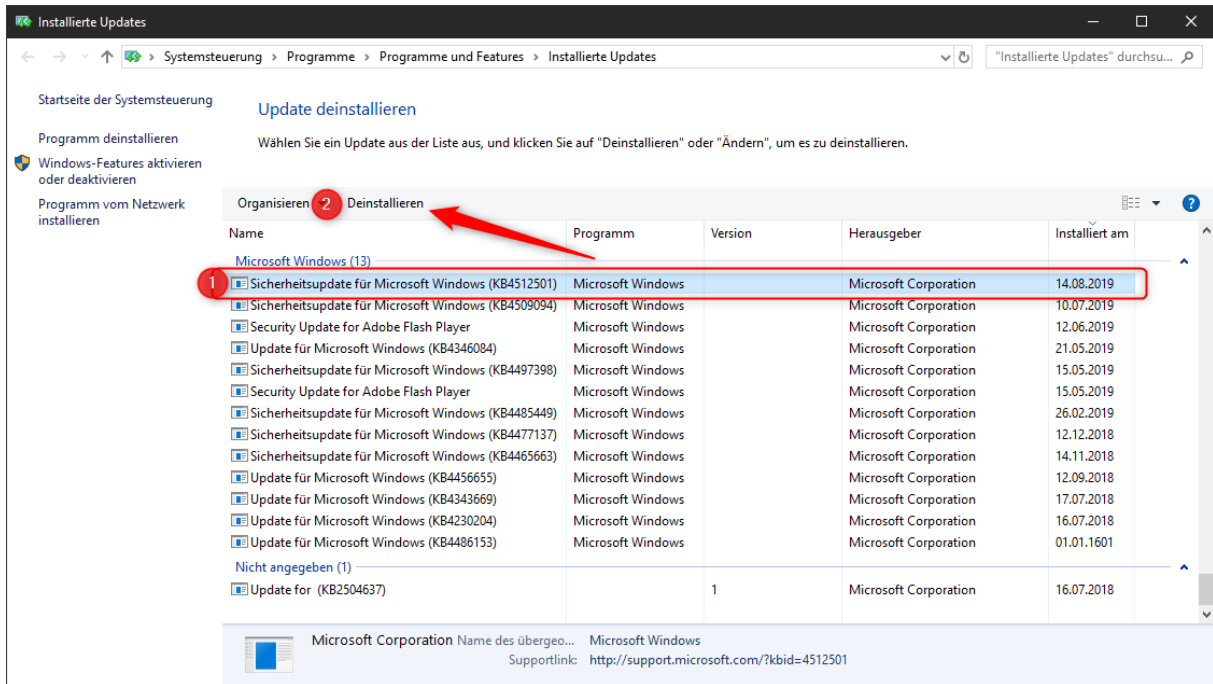 Installierte Updates
Systemsteuerung > Programme > Programme und Features > Installierte Updates
"Installierte Updates" durchsu...
Startseite der Systemsteuerung
Programm deinstallieren
Windows-Features aktivieren
oder deaktivieren
Programm vom Netzwerk
installieren
Update deinstallieren
Wählen Sie ein Update aus der Liste aus, und klicken Sie auf "Deinstallieren" oder "Ändern", um es zu deinstallieren.
Organisieren 2 Deinstallieren
Name Programm Version Herausgeber Installiert am
Microsoft Windows (13)
1 Sicherheitsupdate für Microsoft Windows (KB4512501) Microsoft Windows Microsoft Corporation 14.08.2019
Sicherheitsupdate für Microsoft Windows (KB4509094) Microsoft Windows Microsoft Corporation 10.07.2019
Security Update for Adobe Flash Player Microsoft Windows Microsoft Corporation 12.06.2019
Update für Microsoft Windows (KB4346084) Microsoft Windows Microsoft Corporation 21.05.2019
Sicherheitsupdate für Microsoft Windows (KB4497398) Microsoft Windows Microsoft Corporation 15.05.2019
Security Update for Adobe Flash Player Microsoft Windows Microsoft Corporation 15.05.2019
Sicherheitsupdate für Microsoft Windows (KB4485449) Microsoft Windows Microsoft Corporation 26.02.2019
Sicherheitsupdate für Microsoft Windows (KB4477137) Microsoft Windows Microsoft Corporation 12.12.2018
Sicherheitsupdate für Microsoft Windows (KB4465663) Microsoft Windows Microsoft Corporation 14.11.2018
Update für Microsoft Windows (KB4456655) Microsoft Windows Microsoft Corporation 12.09.2018
Update für Microsoft Windows (KB4343669) Microsoft Windows Microsoft Corporation 17.07.2018
Update für Microsoft Windows (KB4230204) Microsoft Windows Microsoft Corporation 16.07.2018
Update für Microsoft Windows (KB4486153) Microsoft Windows Microsoft Corporation 01.01.1601
Nicht angegeben (1)
Update for (KB2504637) 1 Microsoft Corporation 16.07.2018
Microsoft Corporation Name des übergeo... Microsoft Windows
Supportlink: http://support.microsoft.com/?kbid=4512501